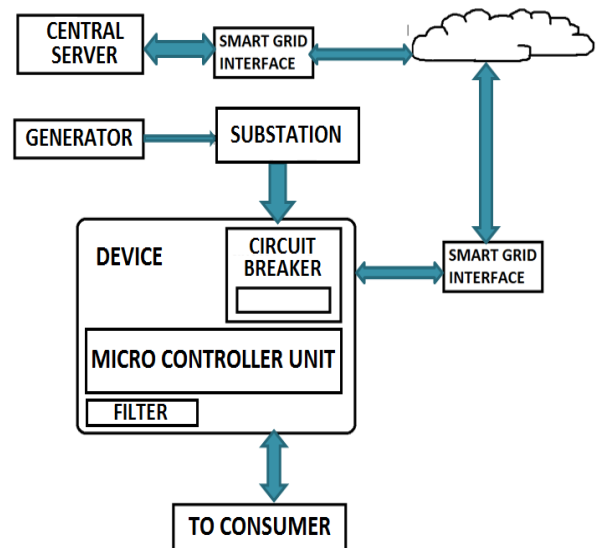 CENTRAL
SERVER
SMART GRID
INTERFACE
GENERATOR
SUBSTATION
DEVICE
CIRCUIT
BREAKER
SMART GRID
INTERFACE
MICRO CONTROLLER UNIT
FILTER
TO CONSUMER